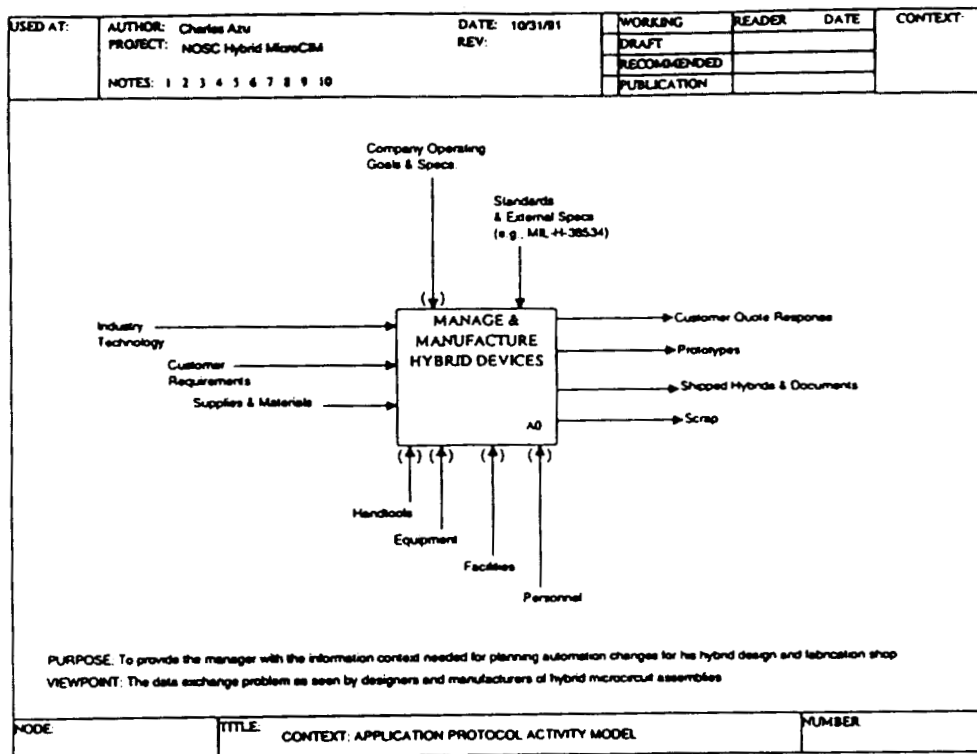 USED AT:
AUTHOR: Charles Azu
DATE: 10/31/91
WORKING
READER
DATE
CONTEXT:
PROJECT: NOSC Hybrid MicroCIM
REV:
DRAFT
RECOMMENDED
NOTES: 1 2 3 4 5 6 7 8 9 10
PUBLICATION
Company Operating
Goals & Specs.
Standards
& External Specs
(e.g., MIL-H-38534)
( )
MANAGE &
MANUFACTURE
HYBRID DEVICES
A0
Industry
Technology
Customer
Requirements
Supplies & Materials
Customer Quote Response
Prototypes
Shipped Hybrids & Documents
Scrap
( ) ( ) ( ) ( )
Handtools
Equipment
Facilities
Personnel
PURPOSE: To provide the manager with the information context needed for planning automation changes for his hybrid design and fabrication shop
VIEWPOINT: The data exchange problem as seen by designers and manufacturers of hybrid microcircuit assemblies
NODE:
TITLE:
CONTEXT: APPLICATION PROTOCOL ACTIVITY MODEL
NUMBER